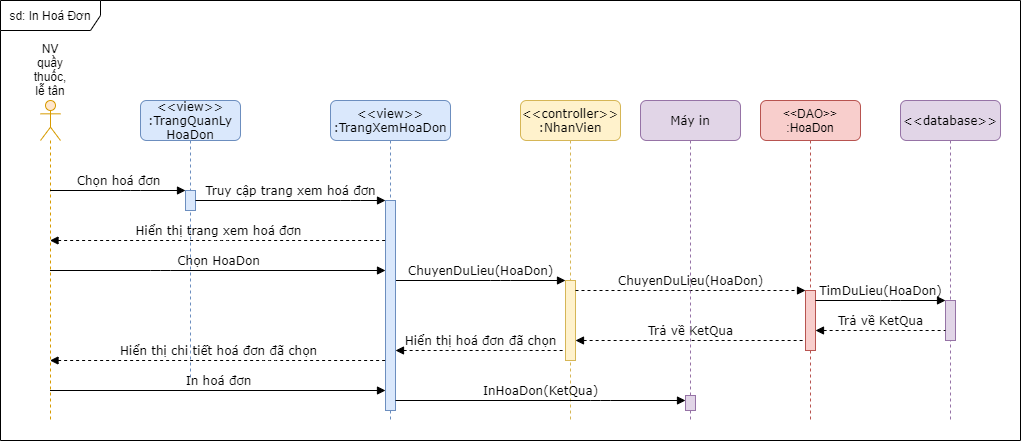 sd: In Hoá Đơn
NV
quầy
thuốc,
lễ tân
<<view>>
:TrangQuanLy
HoaDon
<<view>>
:TrangXemHoaDon
<<controller>>
:NhanVien
Máy in
<<DAO>>
:HoaDon
<<database>>
Chọn hoá đơn
Truy cập trang xem hoá đơn
Hiển thị trang xem hoá đơn
Chọn HoaDon
ChuyenDuLieu(HoaDon)
ChuyenDuLieu(HoaDon)
TimDuLieu(HoaDon)
Trả về KetQua
Trả về KetQua
Hiển thị hoá đơn đã chọn
Hiển thị chi tiết hoá đơn đã chọn
In hoá đơn
InHoaDon(KetQua)